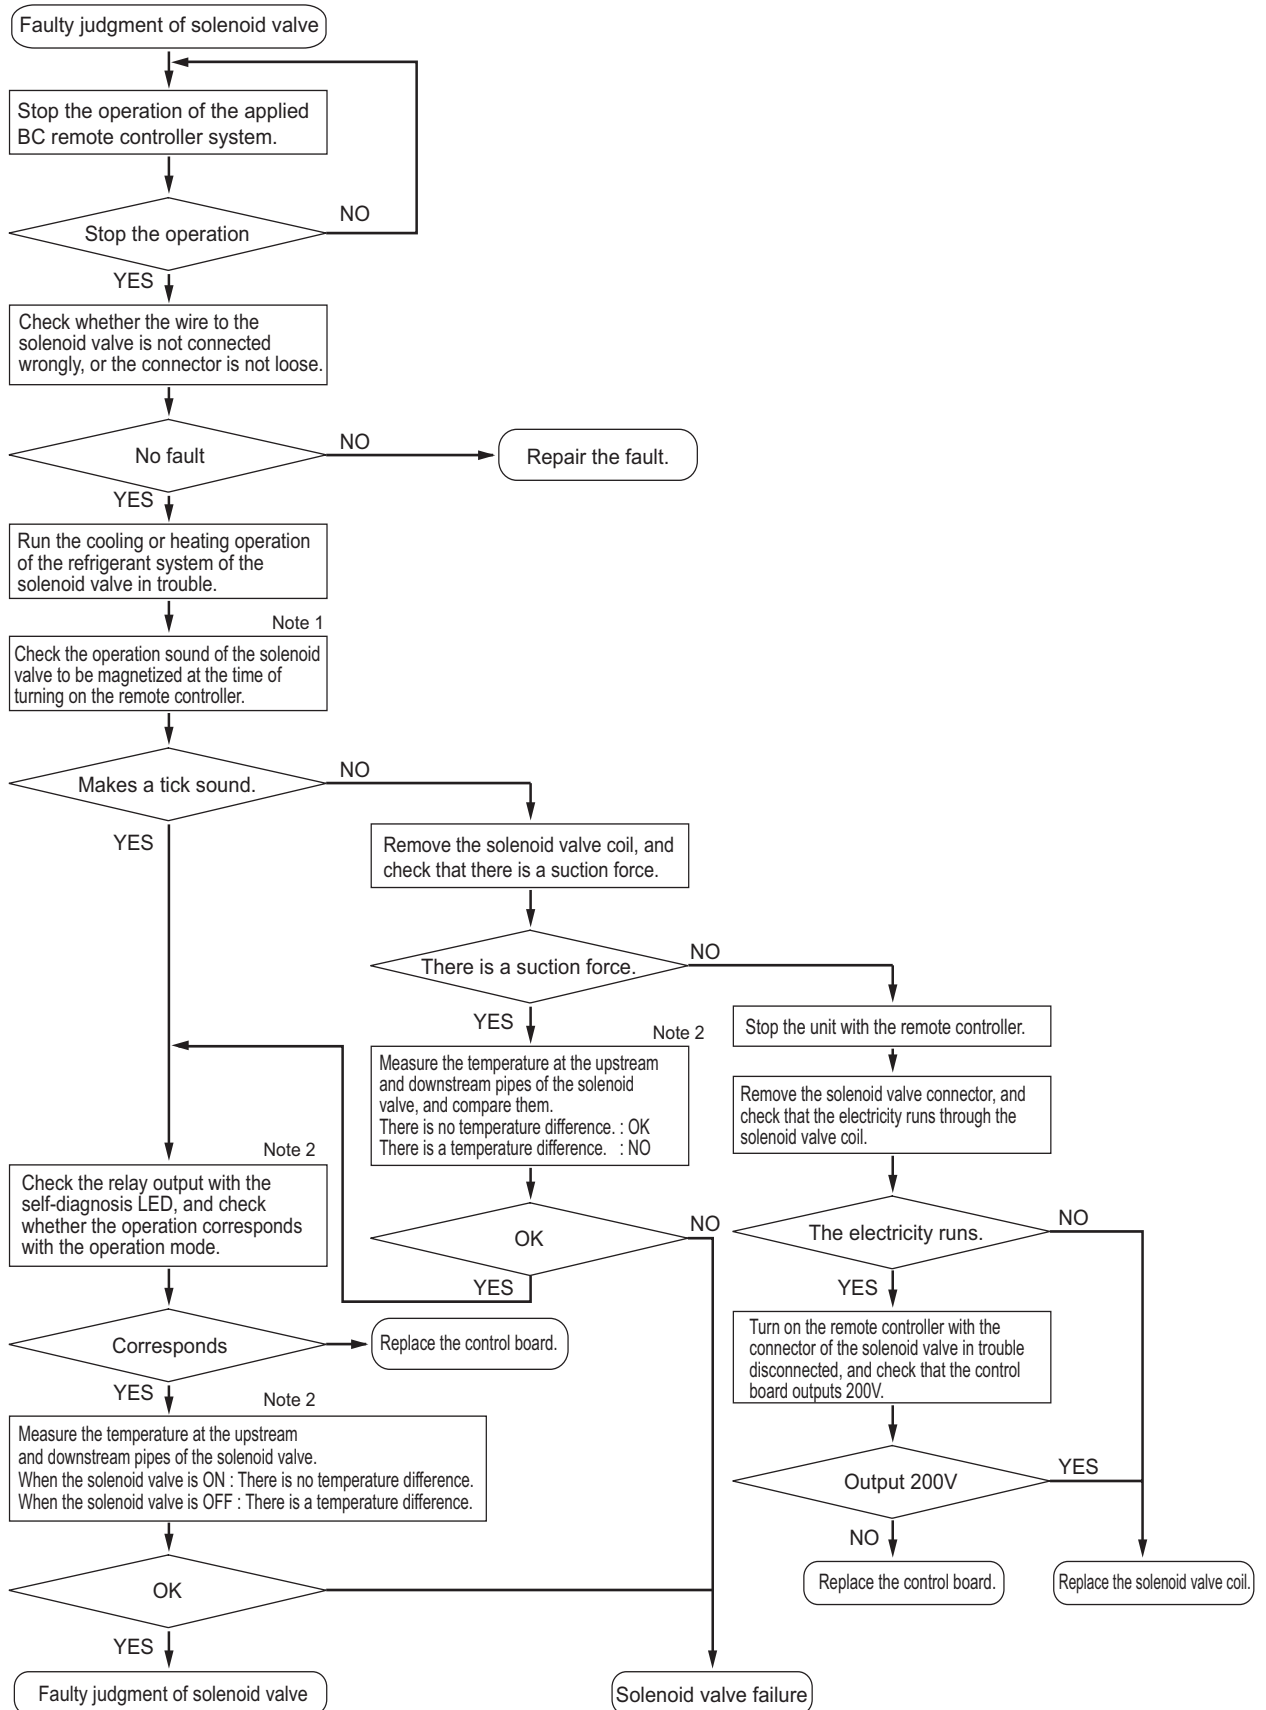 Faulty judgment of solenoid valve
Stop the operation of the applied
BC remote controller system.
Stop the operation
NO
YES
Check whether the wire to the
solenoid valve is not connected
wrongly, or the connector is not loose.
No fault
NO
Repair the fault.
YES
Run the cooling or heating operation
of the refrigerant system of the
solenoid valve in trouble.
Note 1
Check the operation sound of the solenoid
valve to be magnetized at the time of
turning on the remote controller.
Makes a tick sound.
NO
YES
Remove the solenoid valve coil, and
check that there is a suction force.
There is a suction force.
NO
YES
Note 2
Measure the temperature at the upstream
and downstream pipes of the solenoid
valve, and compare them.
There is no temperature difference. : OK
There is a temperature difference. : NO
OK
NO
YES
Stop the unit with the remote controller.
Remove the solenoid valve connector, and
check that the electricity runs through the
solenoid valve coil.
The electricity runs.
NO
YES
Turn on the remote controller with the
connector of the solenoid valve in trouble
disconnected, and check that the control
board outputs 200V.
Output 200V
YES
NO
Replace the control board.
Replace the solenoid valve coil.
Note 2
Check the relay output with the
self-diagnosis LED, and check
whether the operation corresponds
with the operation mode.
Corresponds
Replace the control board.
YES
Note 2
Measure the temperature at the upstream
and downstream pipes of the solenoid valve.
When the solenoid valve is ON : There is no temperature difference.
When the solenoid valve is OFF : There is a temperature difference.
OK
YES
Faulty judgment of solenoid valve
Solenoid valve failure